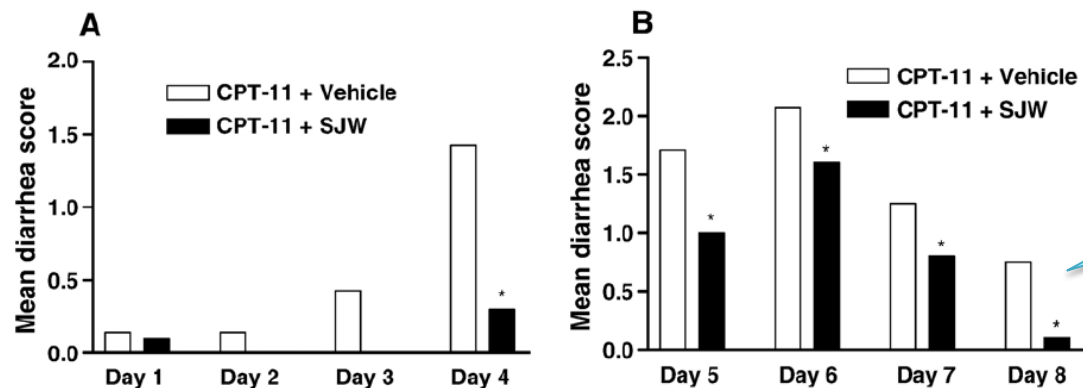 A
Mean diarrhea score
2.0
1.5
1.0
0.5
0.0
CPT-11 + Vehicle
CPT-11 + SJW
*
Day 1 Day 2 Day 3 Day 4
B
Mean diarrhea score
2.5
2.0
1.5
1.0
0.5
0.0
CPT-11 + Vehicle
CPT-11 + SJW
*
*
*
*
Day 5 Day 6 Day 7 Day 8